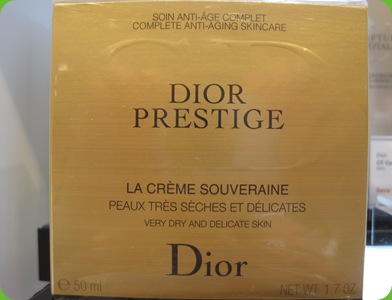 SOIN ANTI-ÂGE COMPLET
COMPLETE ANTI-AGING SKINCARE
DIOR
PRESTIGE
LA CRÈME SOUVERAINE
PEAUX TRÈS SÈCHES ET DÉLICATES
VERY DRY AND DELICATE SKIN
Dior
℮ 50 ml
NET WT 1.7 OZ